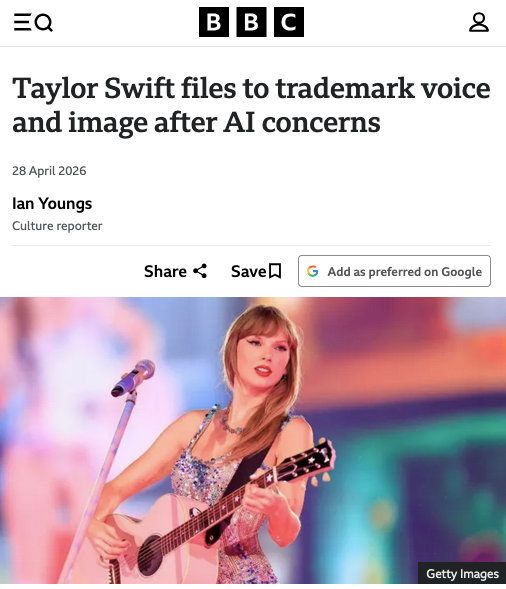 BBC
Taylor Swift files to trademark voice
and image after AI concerns
28 April 2026
Ian Youngs
Culture reporter
Share Save Add as preferred on Google
Getty Images